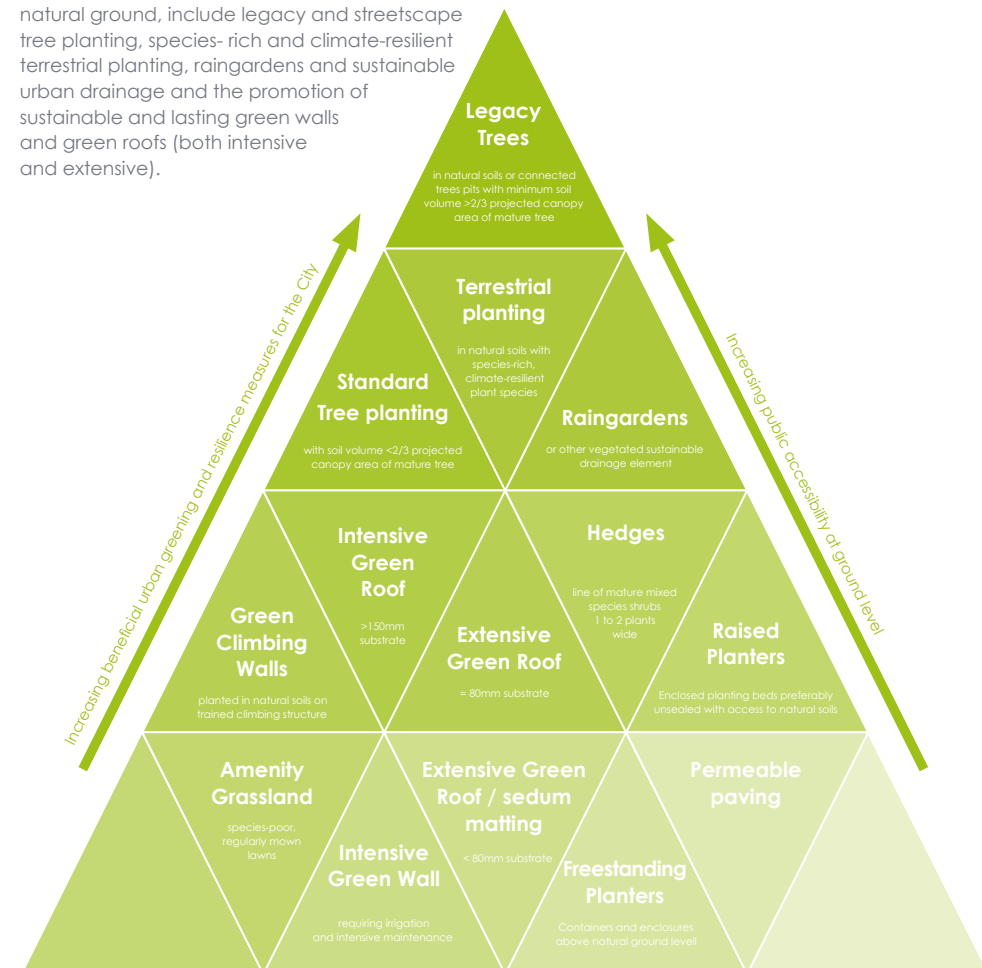 natural ground, include legacy and streetscape
tree planting, species- rich and climate-resilient
terrestrial planting, raingardens and sustainable
urban drainage and the promotion of
sustainable and lasting green walls
and green roofs (both intensive
and extensive).
Legacy
Trees
in natural soils or connected
trees pits with minimum soil
volume >2/3 projected canopy
area of mature tree
Increasing beneficial urban greening and resilience measures for the City
Increasing public accessibility at ground level
Terrestrial
planting
in natural soils with
species-rich,
climate-resilient
plant species
Standard
Tree planting
with soil volume <2/3 projected
canopy area of mature tree
Raingardens
or other vegetated sustainable
drainage element
Intensive
Green
Roof
>150mm
substrate
Hedges
line of mature mixed
species shrubs
1 to 2 plants
wide
Green
Climbing
Walls
planted in natural soils on
trained climbing structure
Extensive
Green Roof
= 80mm substrate
Raised
Planters
Enclosed planting beds preferably
unsealed with access to natural soils
Amenity
Grassland
species-poor,
regularly mown
lawns
Extensive Green
Roof / sedum
matting
< 80mm substrate
Permeable
paving
Intensive
Green Wall
requiring irrigation
and intensive maintenance
Freestanding
Planters
Containers and enclosures
above natural ground levell